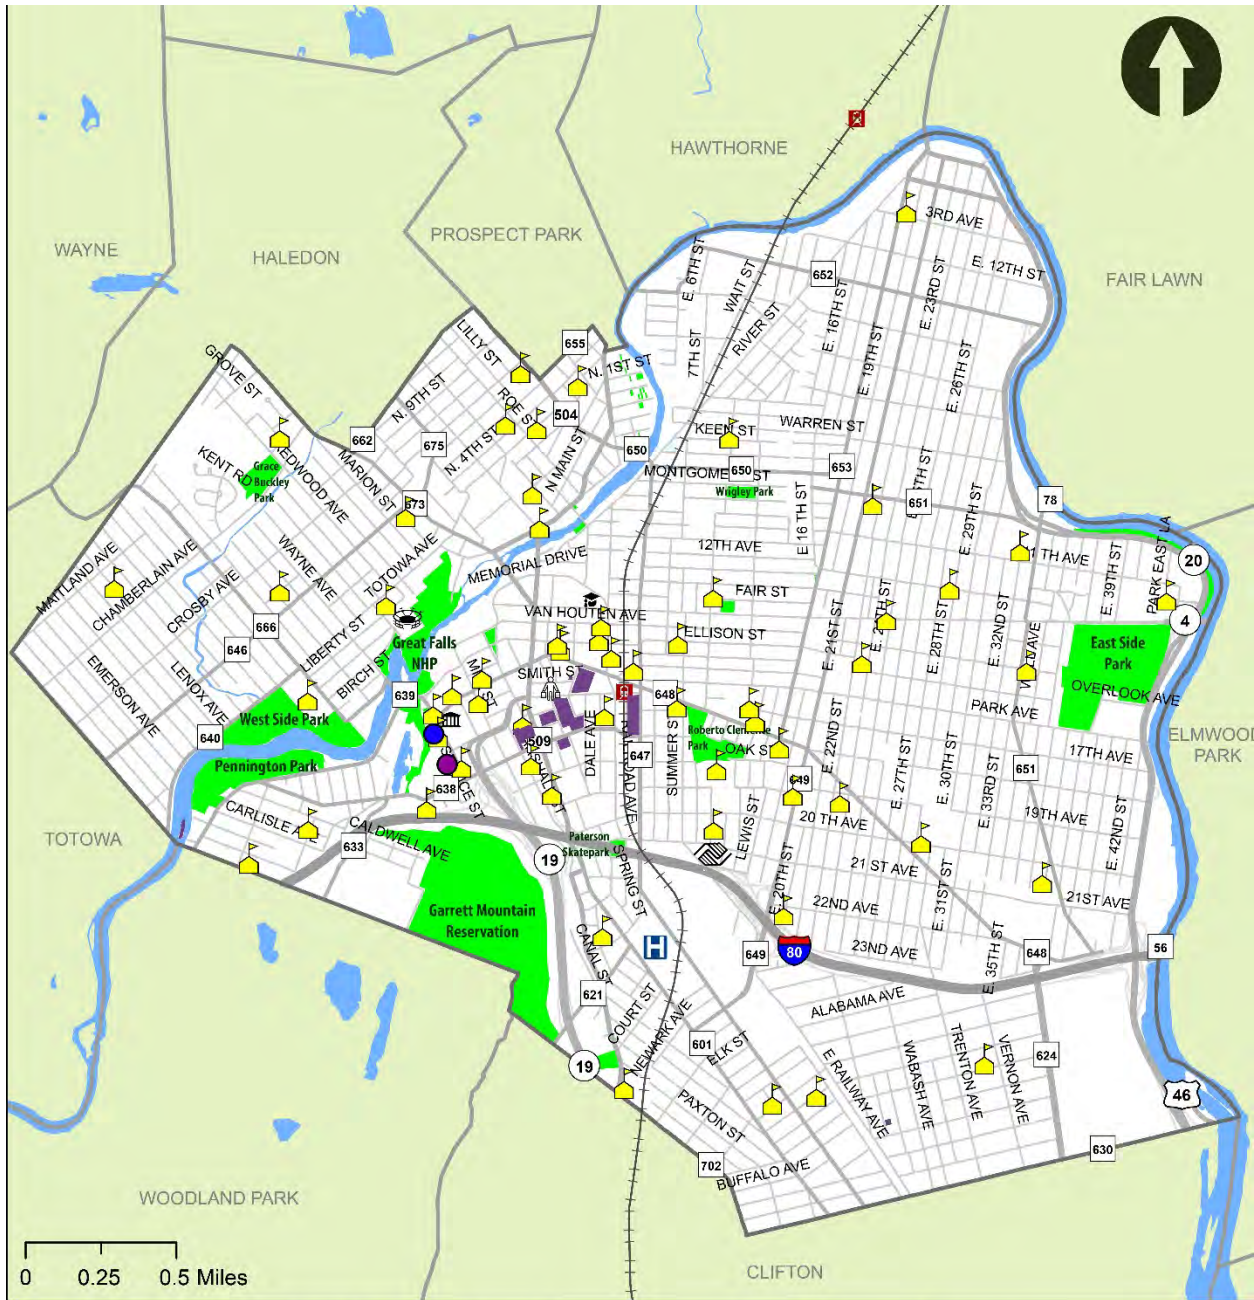 HAWTHORNE
PROSPECT PARK
WAYNE
HALEDON
FAIR LAWN
3RD AVE
E. 12TH ST
E. 6TH ST
WAIT ST
652
E. 23RD ST
E. 16TH ST
RIVER ST
7TH ST
E. 19TH ST
E. 26TH ST
LILLY ST
655
N. 1ST ST
GROVE ST
N. 9TH ST
ROE ST
504
662
675
N. 4TH ST
N MAIN ST
650
KEEN ST
WARREN ST
MONTGOMERY ST
650
653
Wrigley Park
651
78
KENT RD
REDWOOD AVE
MARION ST
Grace
Buckley
Park
673
E. 16 TH ST
E. 29TH ST
12TH AVE
11 TH AVE
20
MAITLAND AVE
CHAMBERLAIN AVE
WAYNE AVE
TOTOWA AVE
MEMORIAL DRIVE
E. 39TH ST
PARK EAST LA
CROSBY AVE
666
646
LIBERTY ST
VAN HOUTEN AVE
FAIR ST
ELLISON ST
4
E. 21ST ST
E. 28TH ST
E. 32ND ST
East Side
Park
Great Falls
NHP
EMERSON AVE
LENOX AVE
BIRCH ST
639
MILL ST
SMITH ST
648
PARK AVE
OVERLOOK AVE
West Side Park
640
509
DALE AVE
RAILROAD AVE
647
SUMMER ST
Roberto Clemente
Park
OAK ST
E. 22ND ST
17TH AVE
ELMWOOD
PARK
Pennington Park
638
649
E. 27TH ST
E. 30TH ST
E. 33RD ST
651
TOTOWA
CARLISLE AVE
CALDWELL AVE
633
19
Paterson
Skatepark
SPRING ST
LEWIS ST
20 TH AVE
19TH AVE
21 ST AVE
E. 42ND ST
Garrett Mountain
Reservation
E. 20TH ST
22ND AVE
E. 31ST ST
21ST AVE
CANAL ST
H
649
80
23ND AVE
E. 35TH ST
648
56
621
COURT ST
ALABAMA AVE
NEWARK AVE
601
ELK ST
19
E RAILWAY AVE
WABASH AVE
TRENTON AVE
VERNON AVE
624
46
PAXTON ST
702
BUFFALO AVE
630
WOODLAND PARK
CLIFTON
0 0.25 0.5 Miles